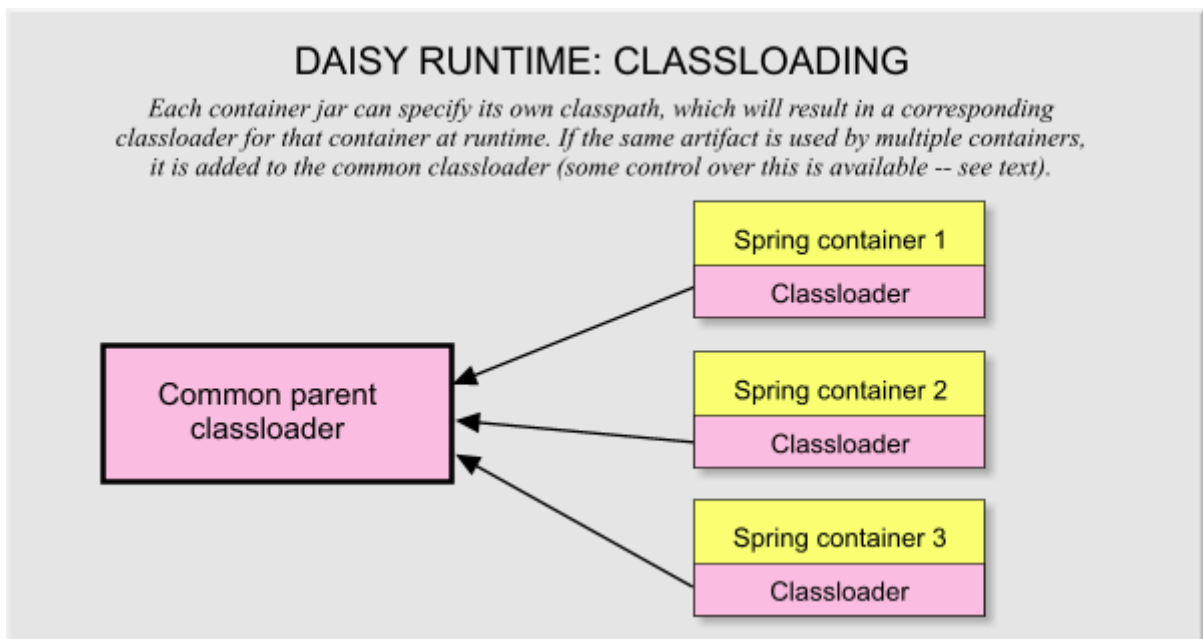 DAISY RUNTIME: CLASSLOADING
Each container jar can specify its own classpath, which will result in a corresponding
classloader for that container at runtime. If the same artifact is used by multiple containers,
it is added to the common classloader (some control over this is available -- see text).
Spring container 1
Classloader
Common parent
classloader
Spring container 2
Classloader
Spring container 3
Classloader